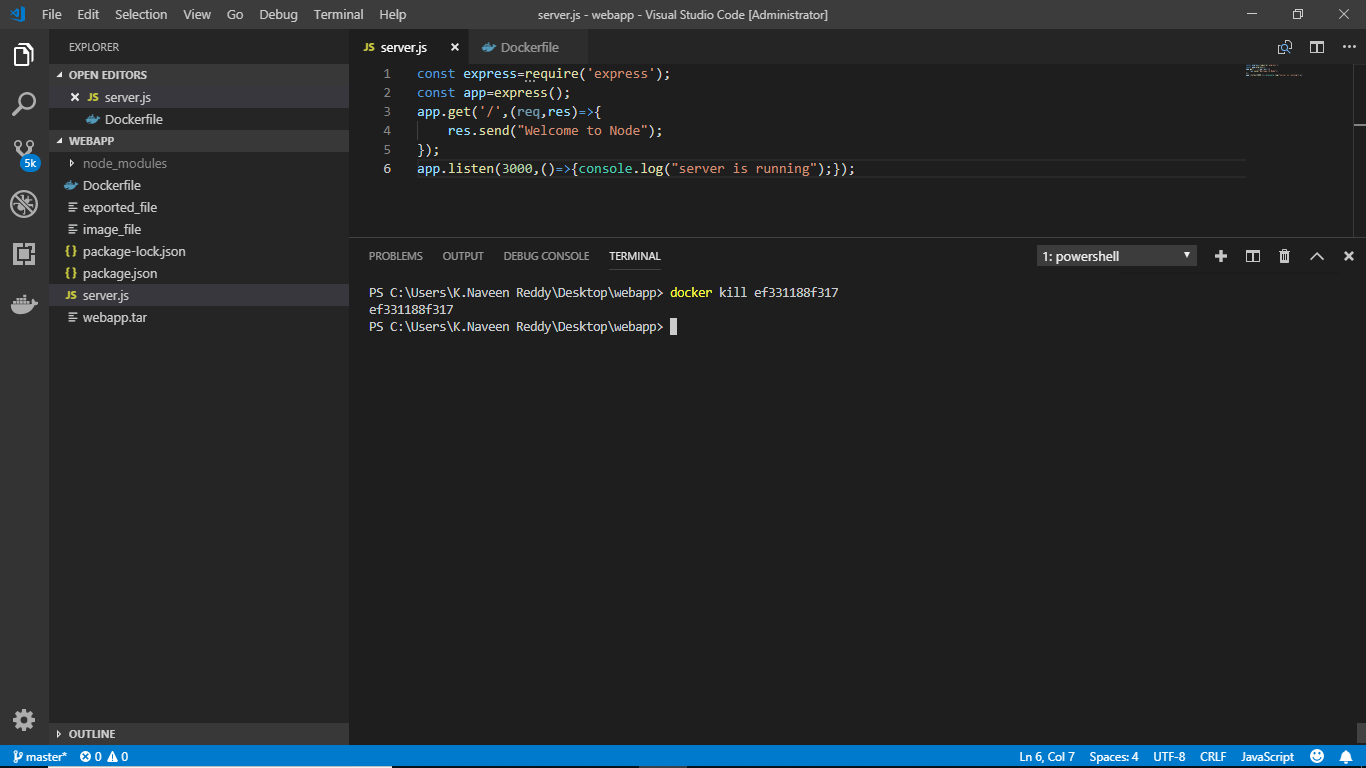 File Edit Selection View Go Debug Terminal Help
server.js - webapp - Visual Studio Code [Administrator]
EXPLORER
OPEN EDITORS
JS server.js
Dockerfile
WEBAPP
node_modules
Dockerfile
exported_file
image_file
{} package-lock.json
{} package.json
JS server.js
webapp.tar
OUTLINE
5k
JS server.js
Dockerfile
1 const express=require('express');
2 const app=express();
3 app.get('/',(req,res)=>{
4 res.send("Welcome to Node");
5 });
6 app.listen(3000,()=>{console.log("server is running");});
PROBLEMS OUTPUT DEBUG CONSOLE TERMINAL
1: powershell
PS C:\Users\K.Naveen Reddy\Desktop\webapp> docker kill ef331188f317
ef331188f317
PS C:\Users\K.Naveen Reddy\Desktop\webapp>
master* 0 0
Ln 6, Col 7 Spaces: 4 UTF-8 CRLF JavaScript